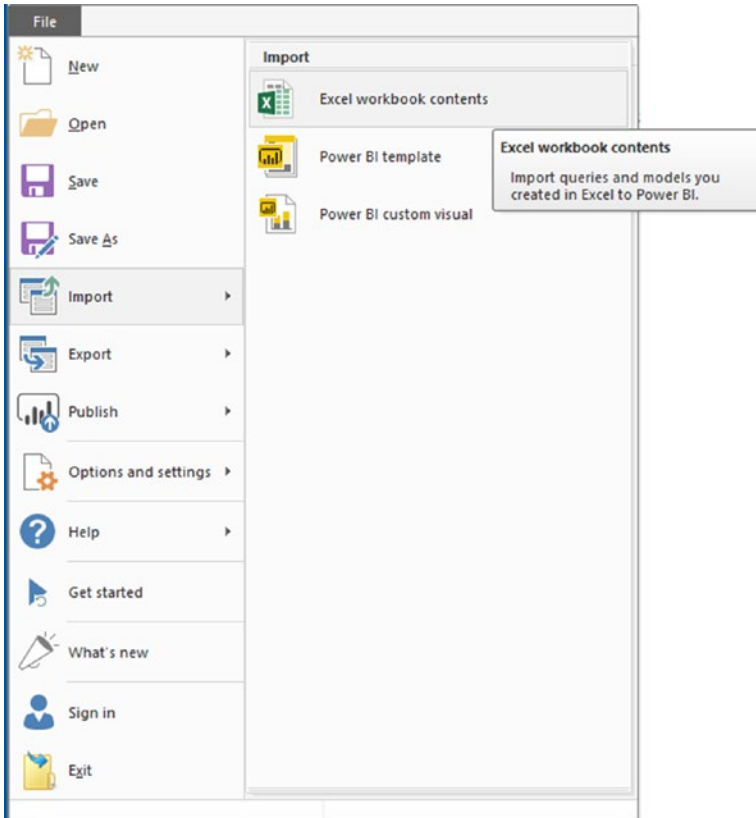 File
New
Open
Save
Save As
Import
Export
Publish
Options and settings
Help
Get started
What's new
Sign in
Exit
Import
Excel workbook contents
Power BI template
Power BI custom visual
Excel workbook contents
Import queries and models you
created in Excel to Power BI.